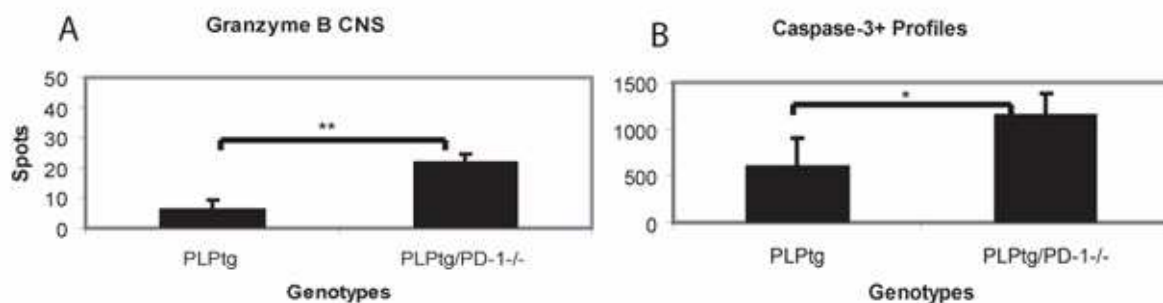 A
Granzyme B CNS
Spots
50
40
30
20
10
0
**
PLPtg
PLPtg/PD-1-/-
Genotypes
B
Caspase-3+ Profiles
1500
1000
500
0
*
PLPtg
PLPtg/PD-1-/-
Genotypes